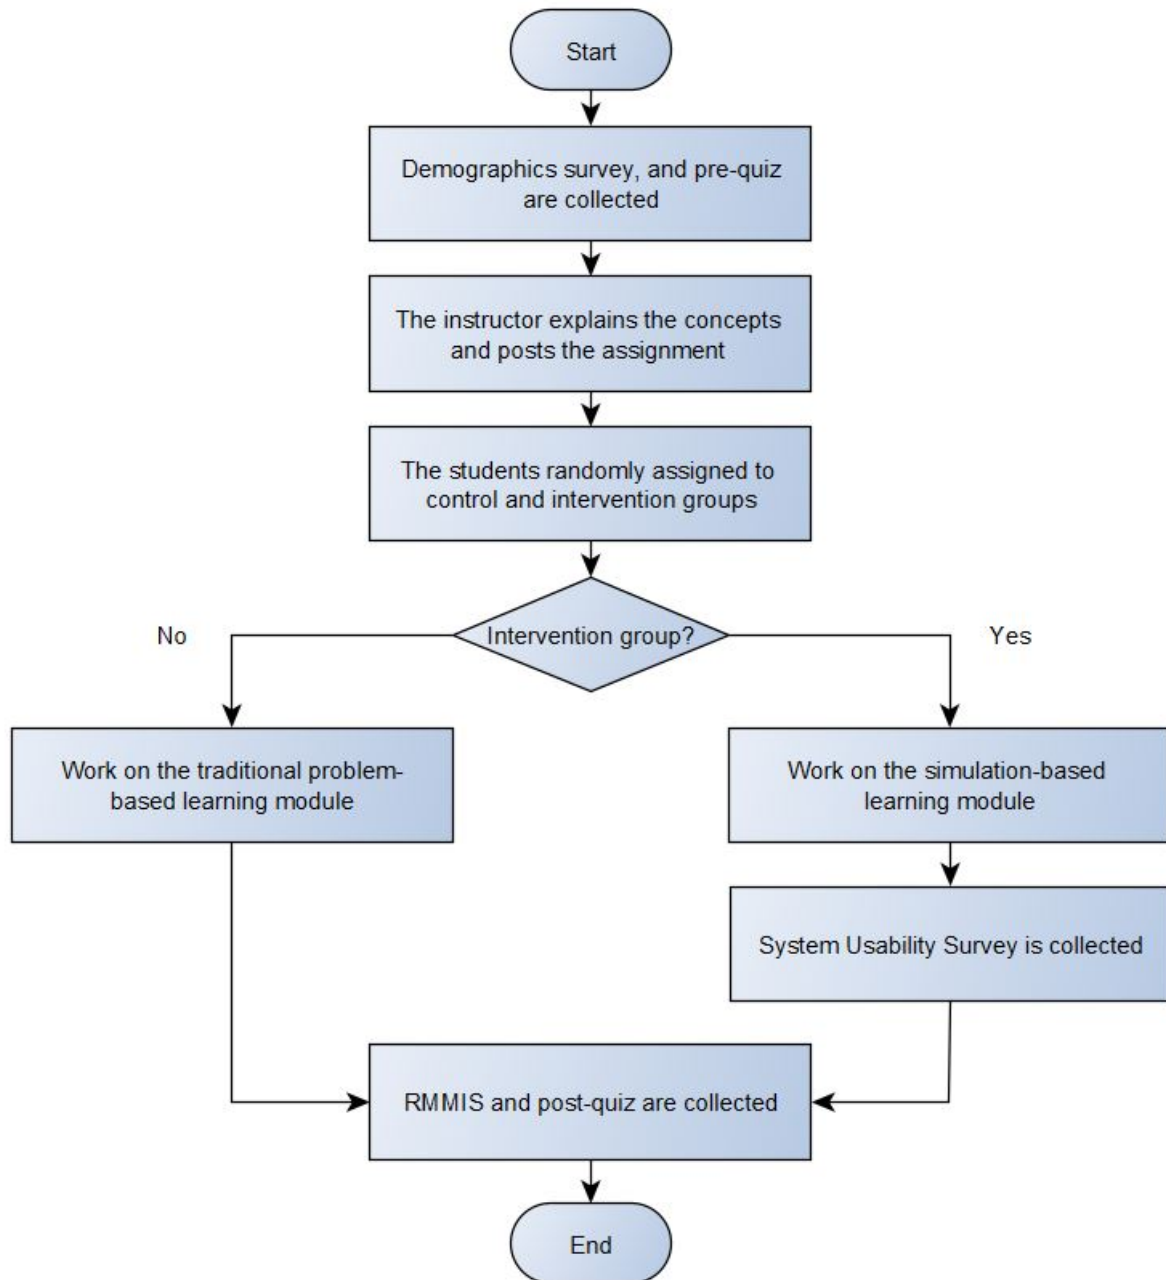 Start
Demographics survey, and pre-quiz
are collected
The instructor explains the concepts
and posts the assignment
The students randomly assigned to
control and intervention groups
No
Intervention group?
Yes
Work on the traditional problem-
based learning module
Work on the simulation-based
learning module
System Usability Survey is collected
RMMIS and post-quiz are collected
End